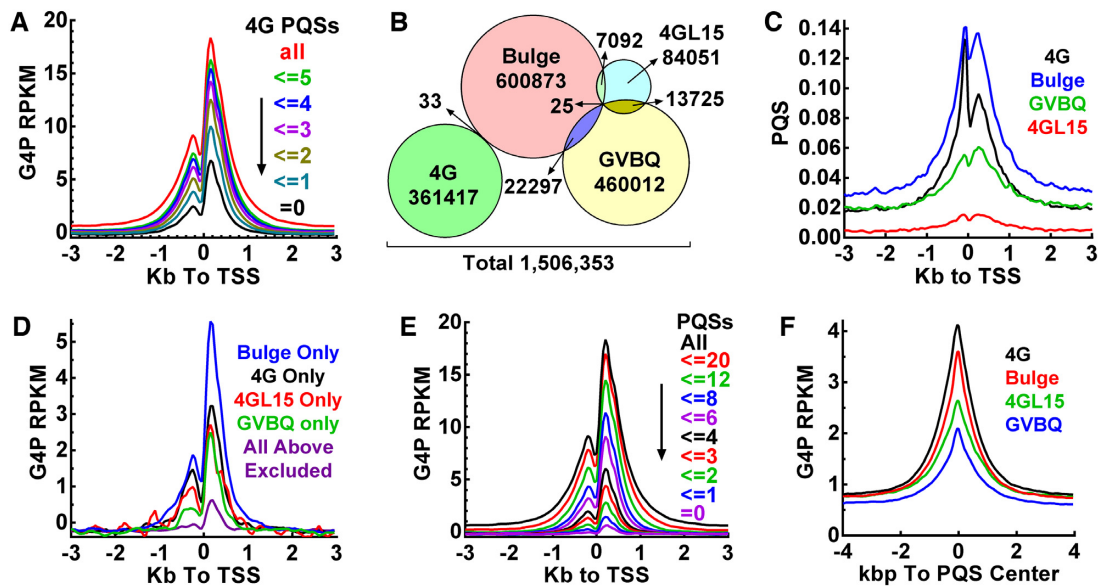 A
4G PQSs
all
<=5
<=4
<=3
<=2
<=1
=0
G4P RPKM
20
15
10
5
0
-3 -2 -1 0 1 2 3
Kb To TSS
B
Bulge
600873
7092
4GL15
84051
33
25
13725
4G
361417
22297
GVBQ
460012
Total 1,506,353
C
4G
Bulge
GVBQ
4GL15
PQS
0.14
0.12
0.10
0.08
0.06
0.04
0.02
0.00
-3 -2 -1 0 1 2 3
Kb to TSS
D
Bulge Only
4G Only
4GL15 Only
GVBQ only
All Above
Excluded
G4P RPKM
5
4
3
2
1
0
-3 -2 -1 0 1 2 3
Kb To TSS
E
PQSs
All
<=20
<=12
<=8
<=6
<=4
<=3
<=2
<=1
=0
G4P RPKM
20
15
10
5
0
-3 -2 -1 0 1 2 3
Kb to TSS
F
4G
Bulge
4GL15
GVBQ
G4P RPKM
4
3
2
1
0
-4 -2 0 2 4
kbp To PQS Center